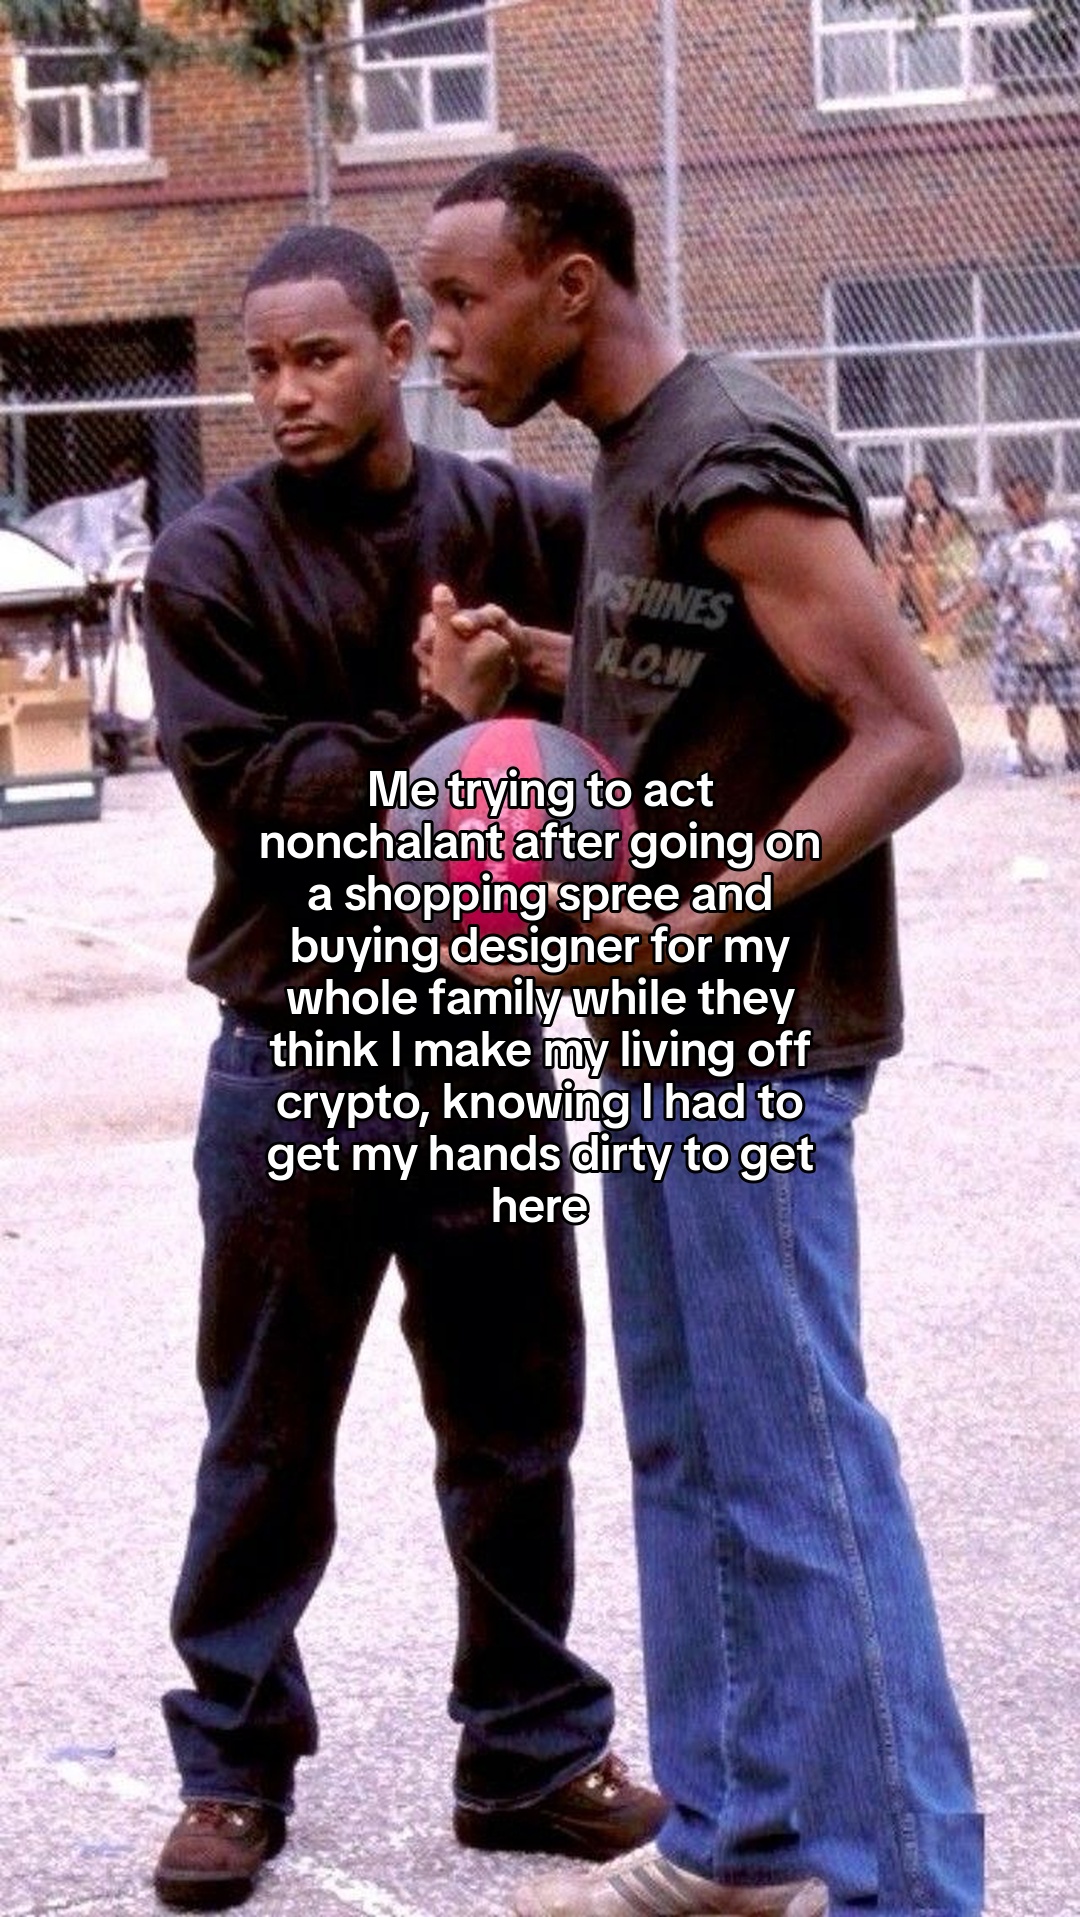 PSHINES
A.O.W
Me trying to act
nonchalant after going on
a shopping spree and
buying designer for my
whole family while they
think I make my living off
crypto, knowing I had to
get my hands dirty to get
here